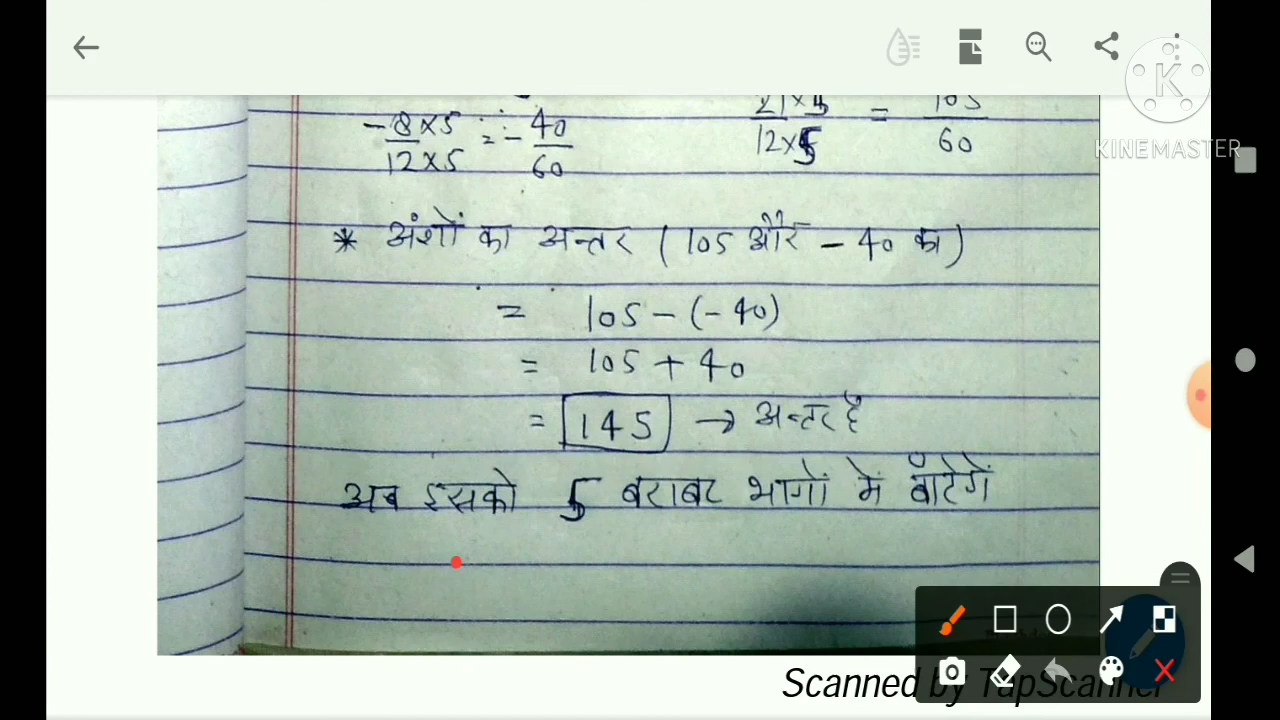 21×5 / 12×5 = 105 / 60
KINEMASTER
-8×5 / 12×5 = -40 / 60
* अंशों का अन्तर ( 105 और - 40 का )
= 105 - (- 40)
= 105 + 40
= 145 → अन्तर है
अब इसको 5 बराबर भागों में बाँटेगें
Scanned by TapScanner